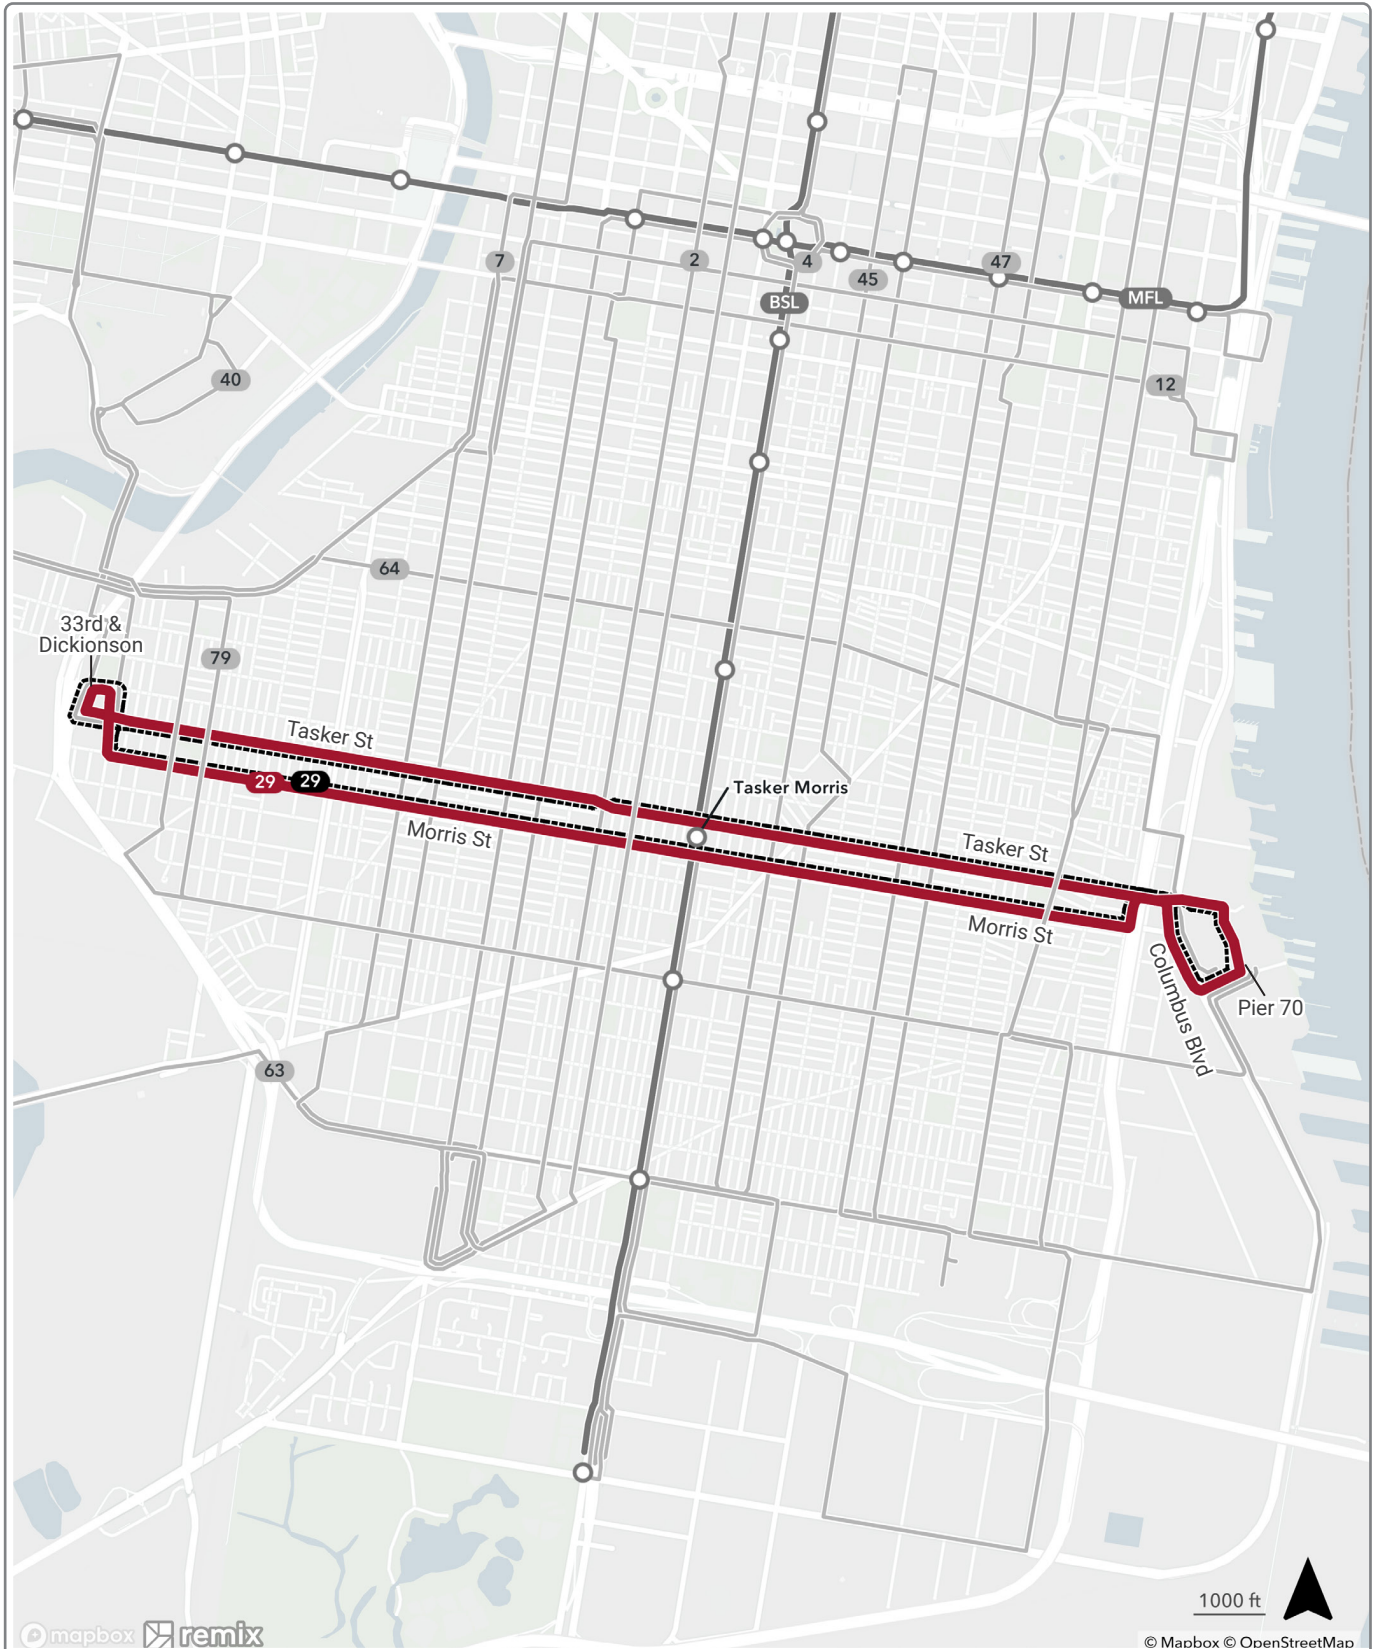 7
2
4
47
45
BSL
MFL
40
12
64
33rd &
Dickionson
79
Tasker St
29
29
Tasker Morris
Morris St
Tasker St
Morris St
Columbus Blvd
Pier 70
63
1000 ft
mapbox
remix
© Mapbox © OpenStreetMap